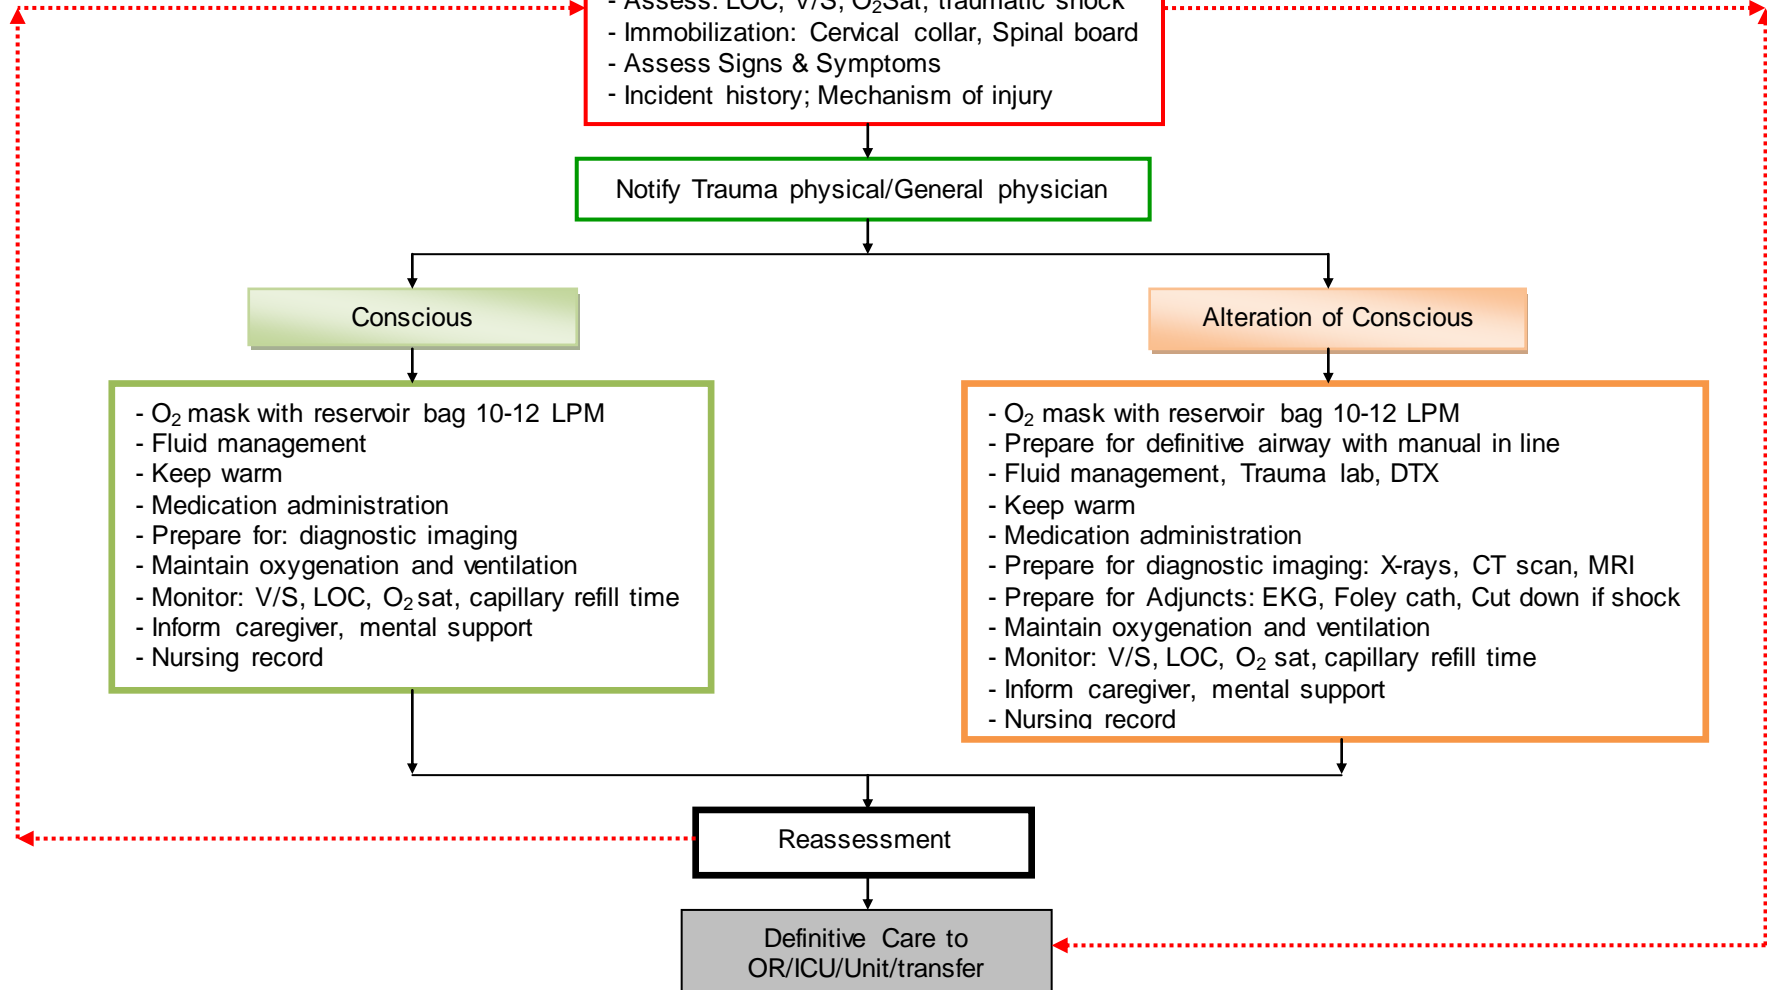 - Assess: LOC, V/S, O₂Sat, traumatic shock
- Immobilization: Cervical collar, Spinal board
- Assess Signs & Symptoms
- Incident history; Mechanism of injury
Notify Trauma physical/General physician
Conscious
Alteration of Conscious
- O₂ mask with reservoir bag 10-12 LPM
- Fluid management
- Keep warm
- Medication administration
- Prepare for: diagnostic imaging
- Maintain oxygenation and ventilation
- Monitor: V/S, LOC, O₂ sat, capillary refill time
- Inform caregiver, mental support
- Nursing record
- O₂ mask with reservoir bag 10-12 LPM
- Prepare for definitive airway with manual in line
- Fluid management, Trauma lab, DTX
- Keep warm
- Medication administration
- Prepare for diagnostic imaging: X-rays, CT scan, MRI
- Prepare for Adjuncts: EKG, Foley cath, Cut down if shock
- Maintain oxygenation and ventilation
- Monitor: V/S, LOC, O₂ sat, capillary refill time
- Inform caregiver, mental support
- Nursing record
Reassessment
Definitive Care to
OR/ICU/Unit/transfer